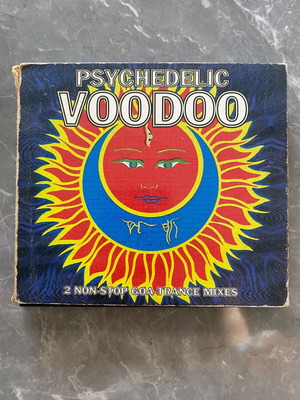 PSYCHEDELIC
VOODOO
2 NON-STOP GOA-TRANCE MIXES